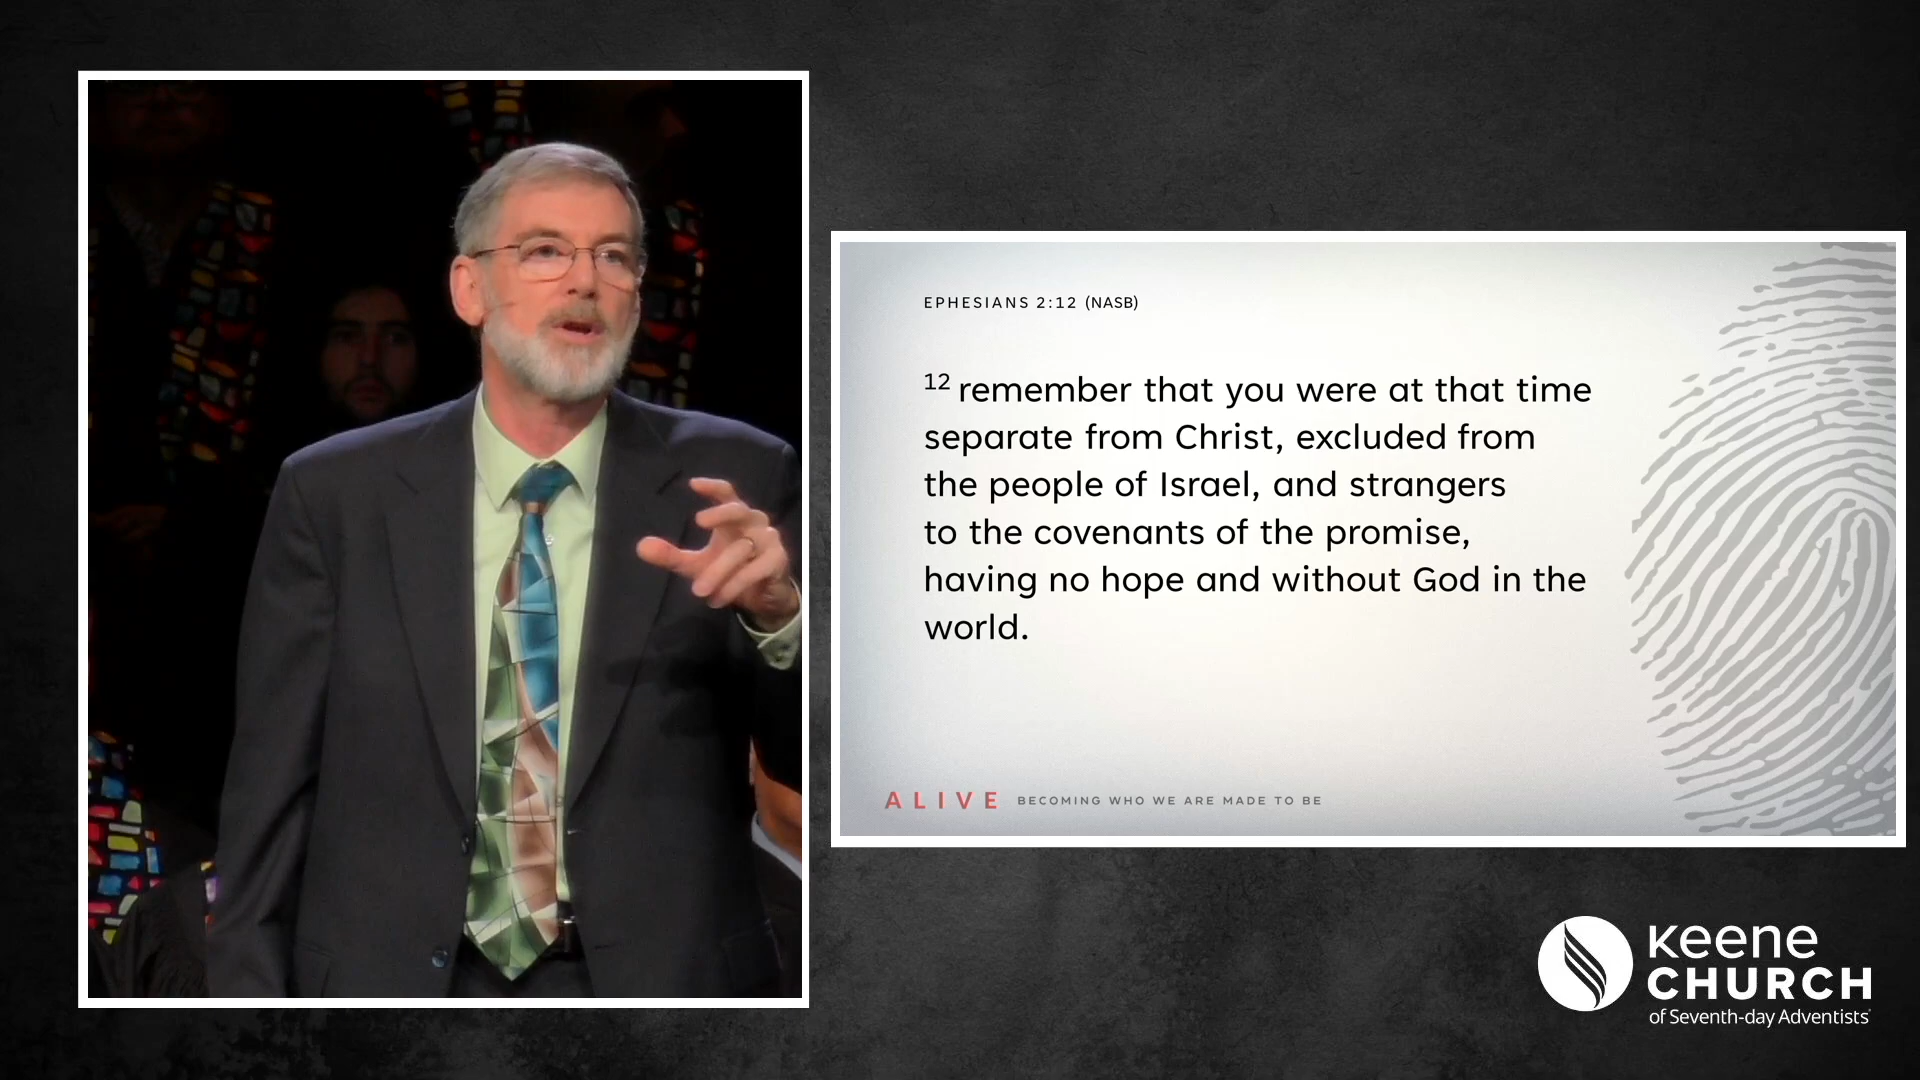 EPHESIANS 2:12 (NASB)
12 remember that you were at that time
separate from Christ, excluded from
the people of Israel, and strangers
to the covenants of the promise,
having no hope and without God in the
world.
ALIVE BECOMING WHO WE ARE MADE TO BE
Keene
CHURCH
of Seventh-day Adventists